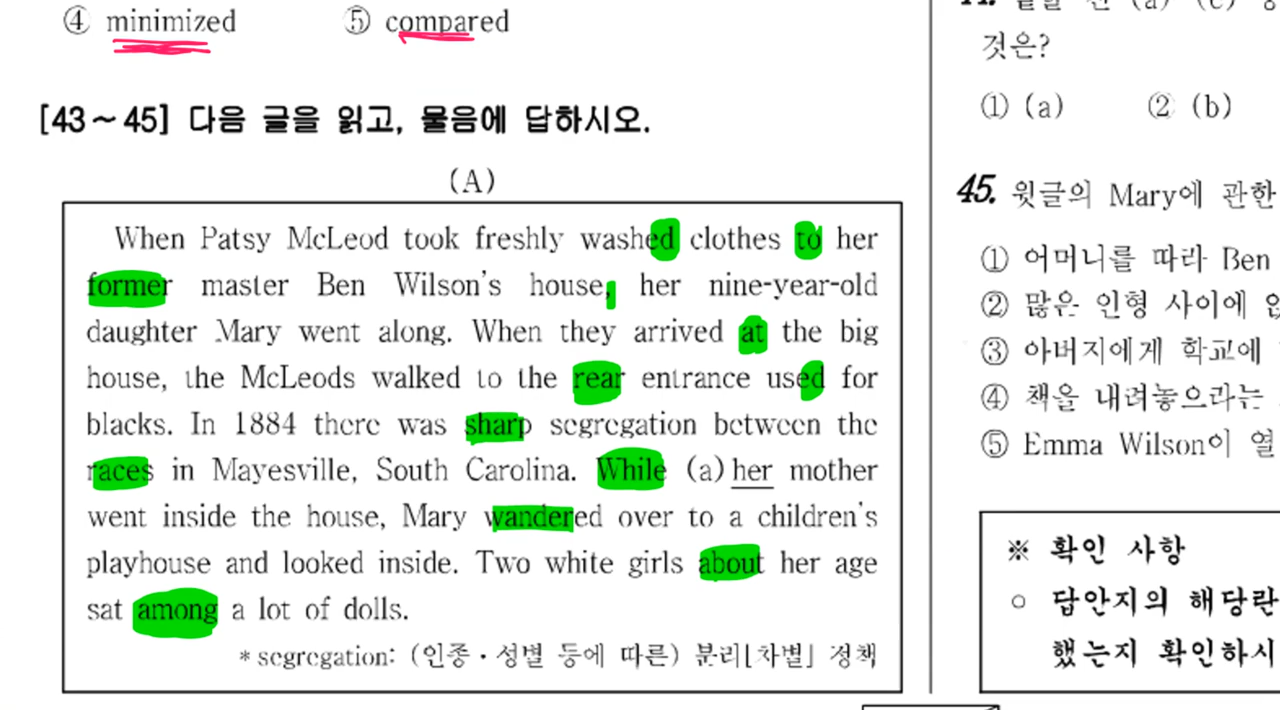 ④ minimized ⑤ compared
[43～45] 다음 글을 읽고, 물음에 답하시오.
(A)
When Patsy McLeod took freshly washed clothes to her
former master Ben Wilson's house, her nine-year-old
daughter Mary went along. When they arrived at the big
house, the McLeods walked to the rear entrance used for
blacks. In 1884 there was sharp segregation between the
races in Mayesville, South Carolina. While (a) her mother
went inside the house, Mary wandered over to a children's
playhouse and looked inside. Two white girls about her age
sat among a lot of dolls.
* segregation: (인종·성별 등에 따른) 분리[차별] 정책
것은?
① (a) ② (b)
45. 윗글의 Mary에 관한
① 어머니를 따라 Ben
② 많은 인형 사이에
③ 아버지에게 학교에
④ 책을 내려놓으라는
⑤ Emma Wilson이 열
※ 확인 사항
○ 답안지의 해당란
했는지 확인하시